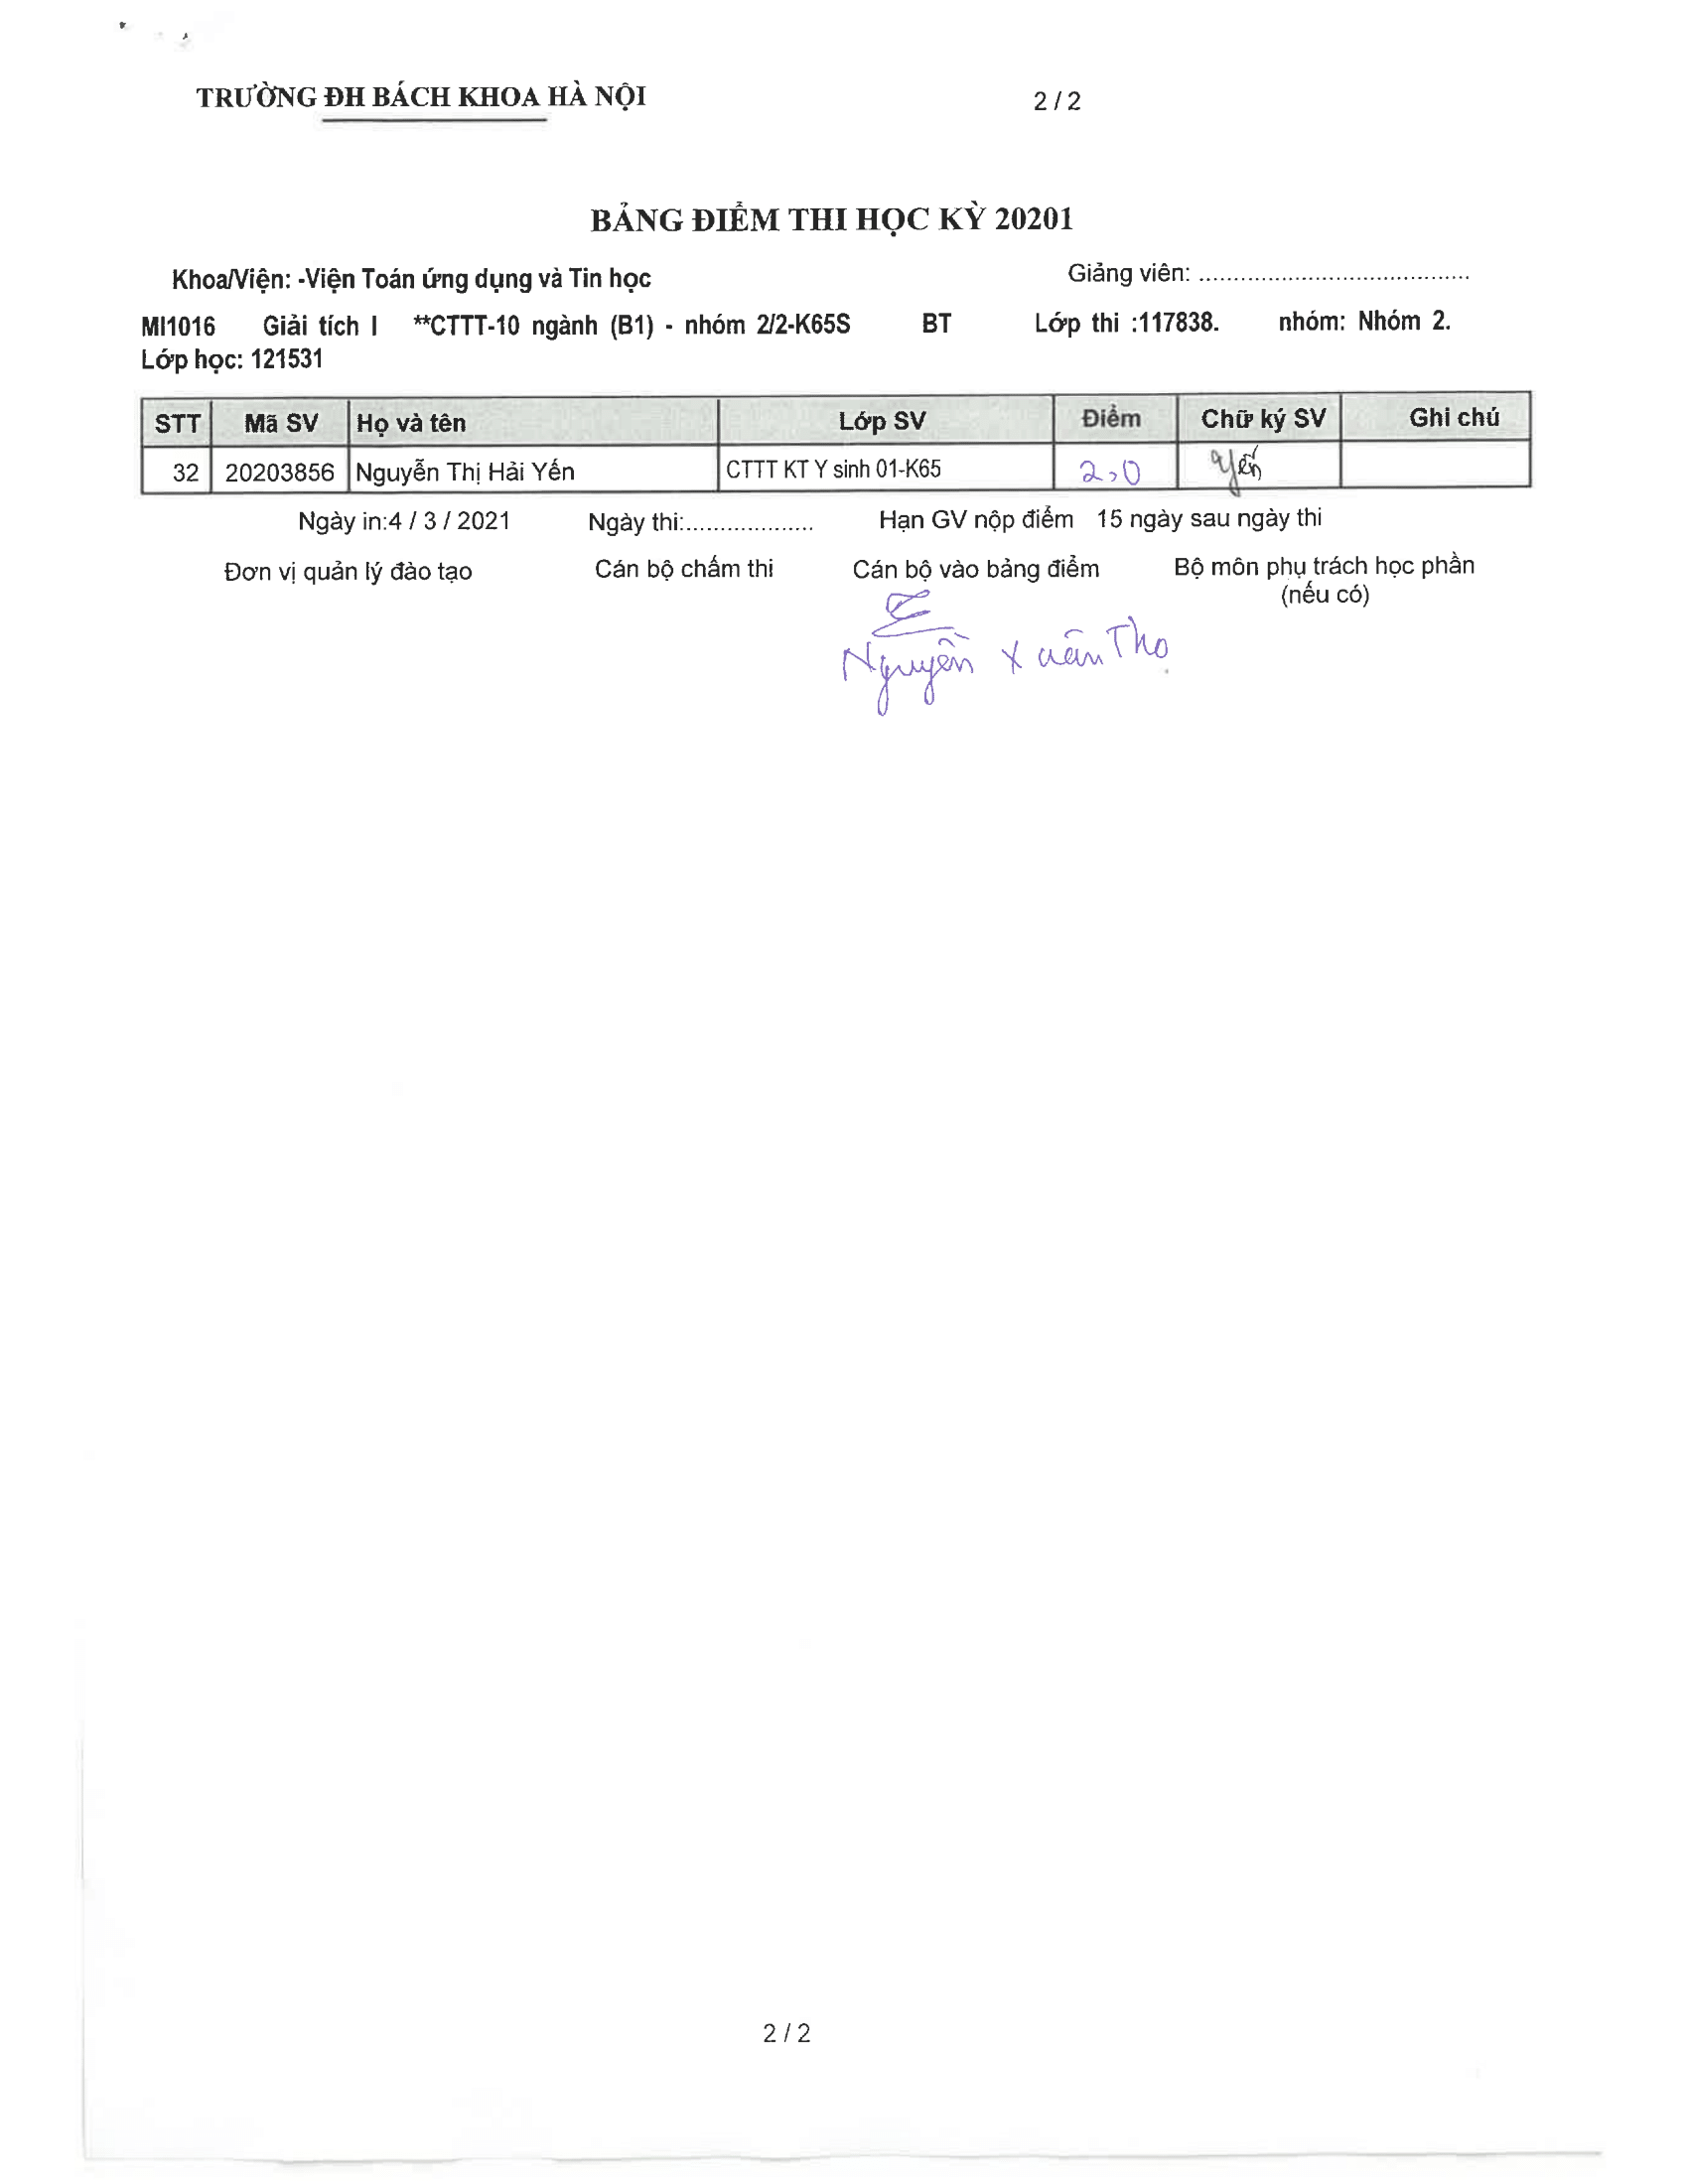 TRƯỜNG ĐH BÁCH KHOA HÀ NỘI 2 / 2
BẢNG ĐIỂM THI HỌC KỲ 20201
Khoa/Viện: -Viện Toán ứng dụng và Tin học Giảng viên: .......................................
MI1016 Giải tích I **CTTT-10 ngành (B1) - nhóm 2/2-K65S BT Lớp thi :117838. nhóm: Nhóm 2.
Lớp học: 121531
STT Mã SV Họ và tên Lớp SV Điểm Chữ ký SV Ghi chú
32 20203856 Nguyễn Thị Hải Yến CTTT KT Y sinh 01-K65 2,0 Yến
Ngày in:4 / 3 / 2021 Ngày thi:................... Hạn GV nộp điểm 15 ngày sau ngày thi
Đơn vị quản lý đào tạo Cán bộ chấm thi Cán bộ vào bảng điểm Bộ môn phụ trách học phần
(nếu có)
Nguyễn Xuân Thọ
2 / 2